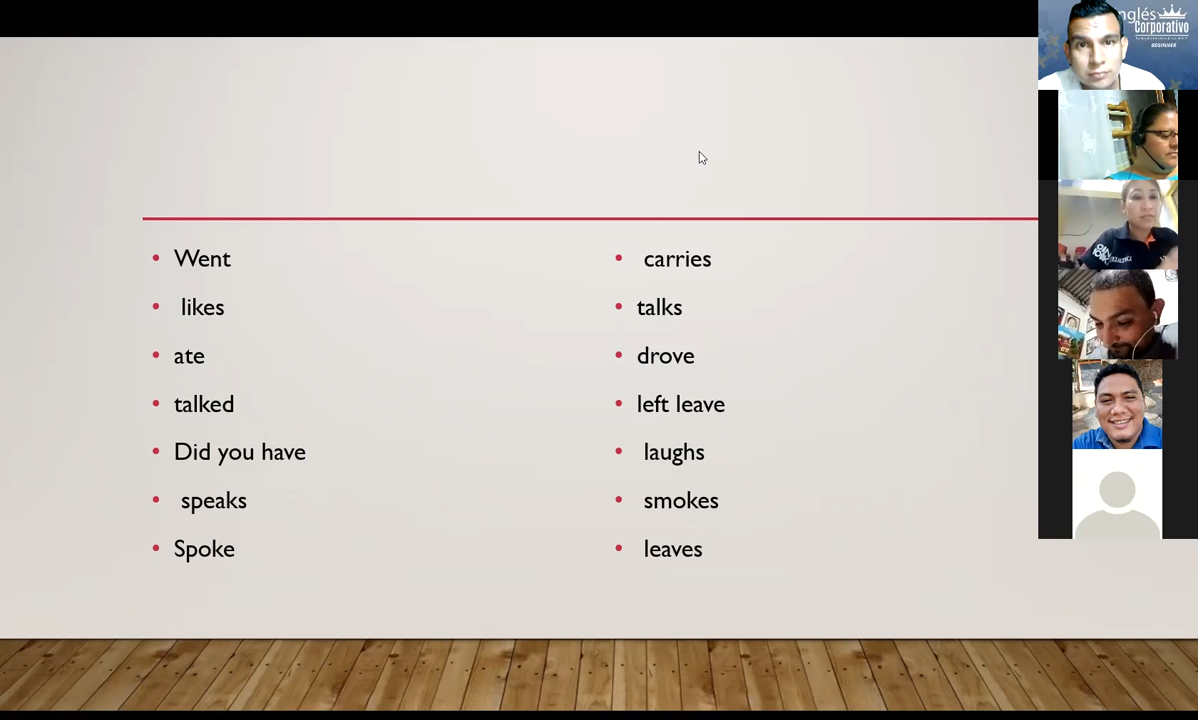 Went
likes
ate
talked
Did you have
speaks
Spoke
carries
talks
drove
left leave
laughs
smokes
leaves
nglés
Corporativo
BEGINNER